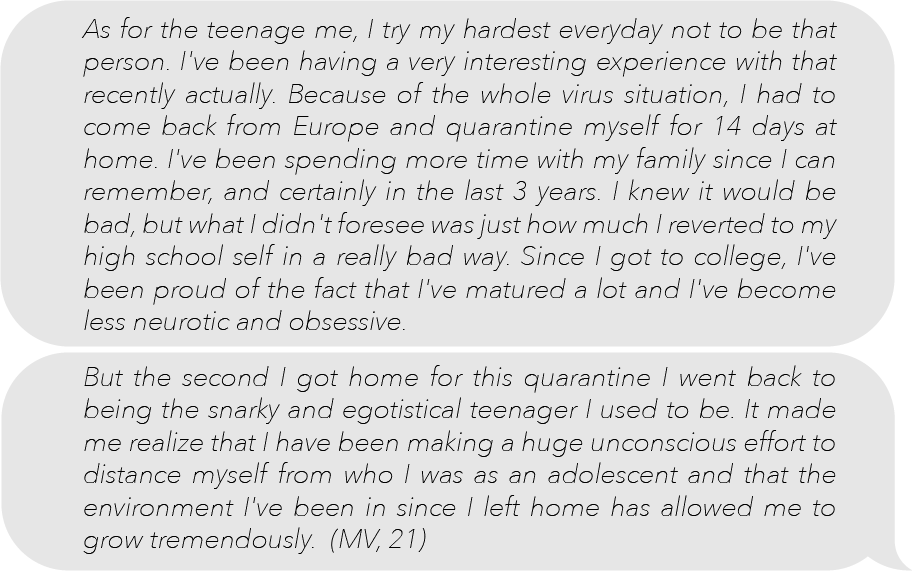 As for the teenage me, I try my hardest everyday not to be that
person. I've been having a very interesting experience with that
recently actually. Because of the whole virus situation, I had to
come back from Europe and quarantine myself for 14 days at
home. I've been spending more time with my family since I can
remember, and certainly in the last 3 years. I knew it would be
bad, but what I didn't foresee was just how much I reverted to my
high school self in a really bad way. Since I got to college, I've
been proud of the fact that I've matured a lot and I've become
less neurotic and obsessive.
But the second I got home for this quarantine I went back to
being the snarky and egotistical teenager I used to be. It made
me realize that I have been making a huge unconscious effort to
distance myself from who I was as an adolescent and that the
environment I've been in since I left home has allowed me to
grow tremendously. (MV, 21)